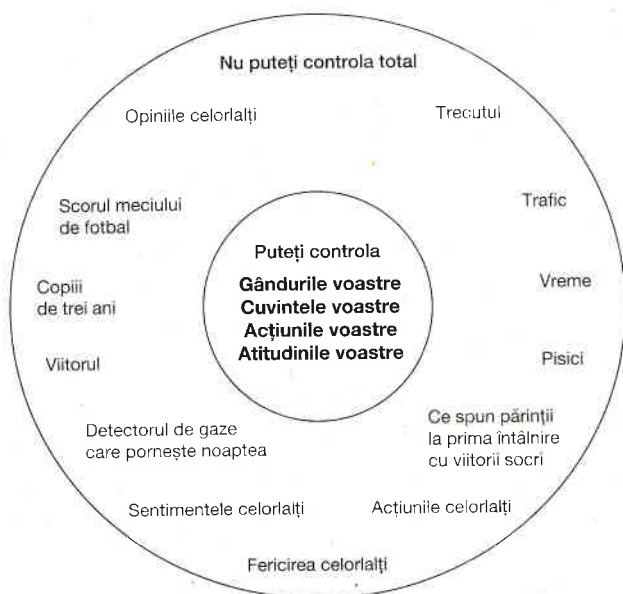 Nu puteți controla total
Opiniile celorlalți
Trecutul
Scorul meciului
de fotbal
Trafic
Puteți controla
Gândurile voastre
Cuvintele voastre
Acțiunile voastre
Atitudinile voastre
Copiii
de trei ani
Vreme
Viitorul
Pisici
Detectorul de gaze
care pornește noaptea
Ce spun părinții
la prima întâlnire
cu viitorii socri
Sentimentele celorlalți
Acțiunile celorlalți
Fericirea celorlalți